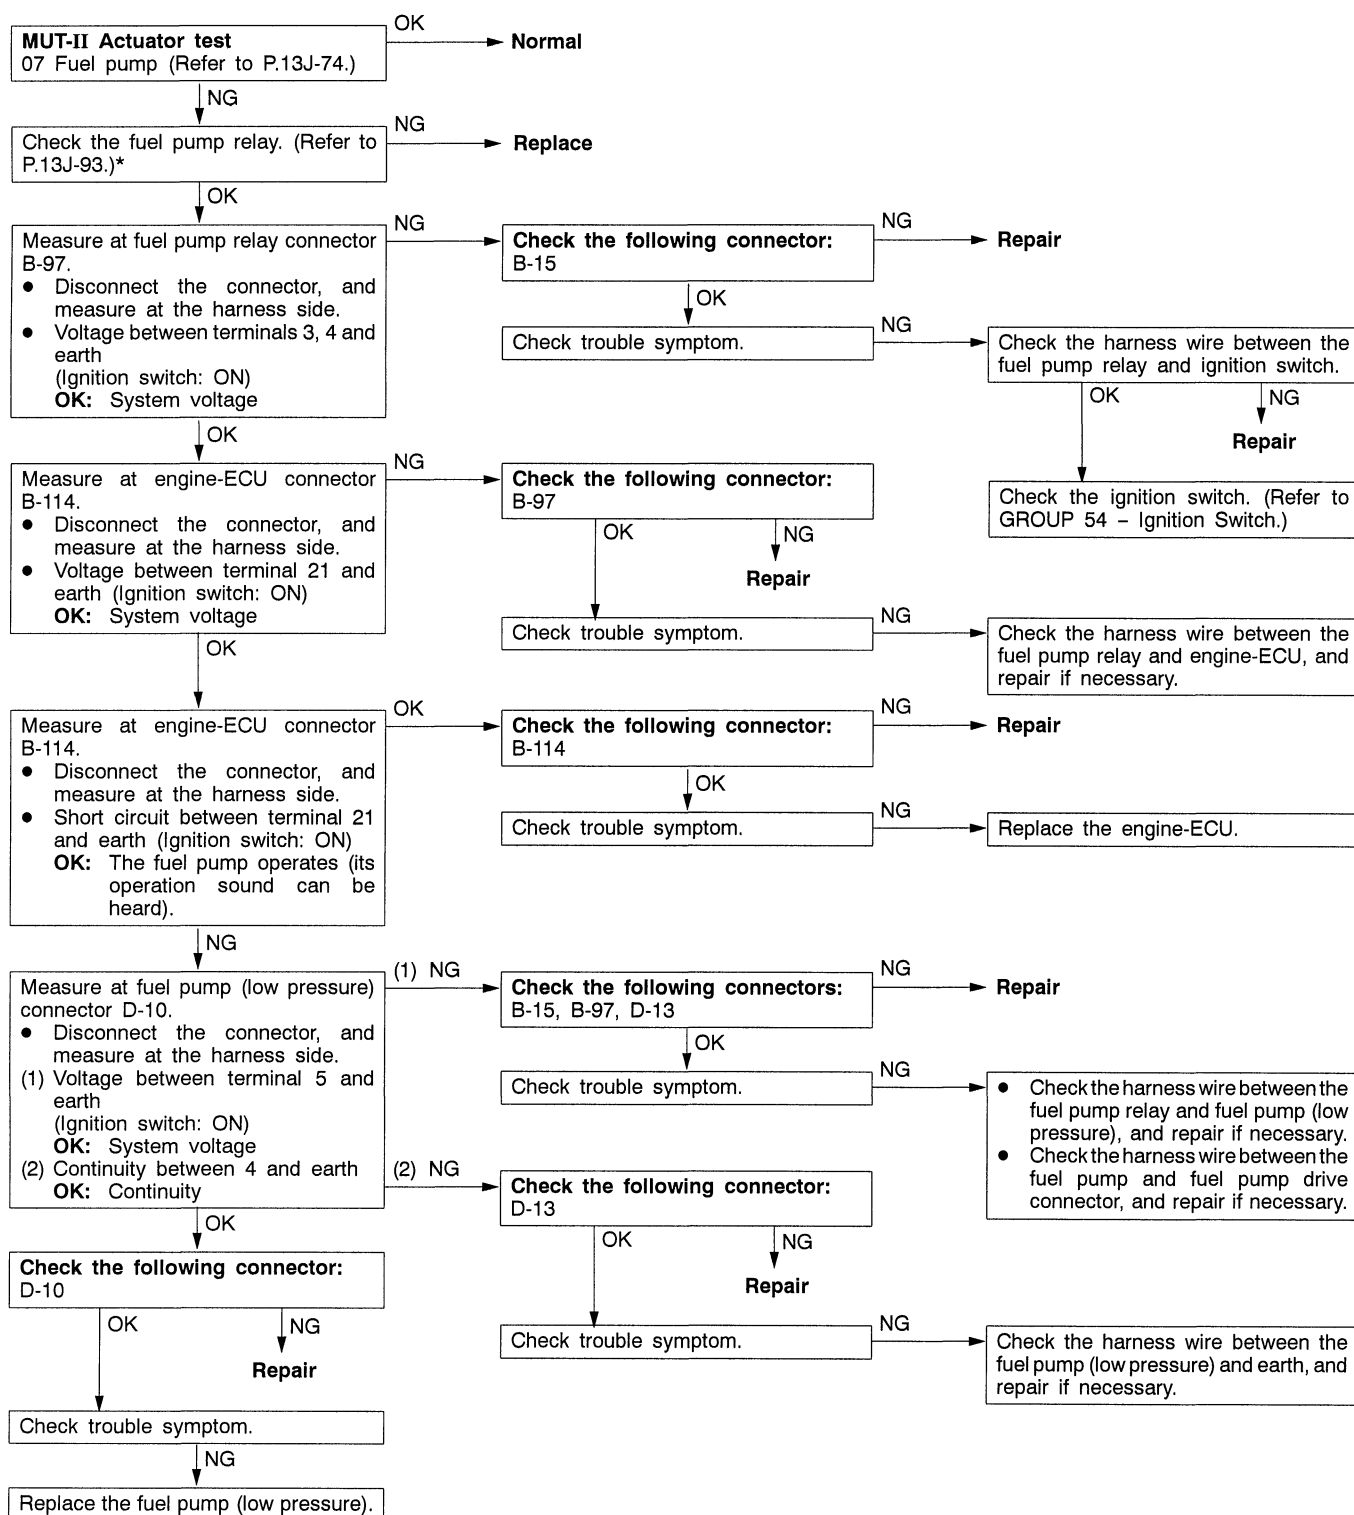 MUT-II Actuator test
07 Fuel pump (Refer to P.13J-74.)
OK
Normal
NG
Check the fuel pump relay. (Refer to
P.13J-93.)*
NG
Replace
OK
Measure at fuel pump relay connector
B-97.
● Disconnect the connector, and
measure at the harness side.
● Voltage between terminals 3, 4 and
earth
(Ignition switch: ON)
OK: System voltage
NG
Check the following connector:
B-15
NG
Repair
OK
Check trouble symptom.
NG
Check the harness wire between the
fuel pump relay and ignition switch.
OK
NG
Repair
Check the ignition switch. (Refer to
GROUP 54 – Ignition Switch.)
OK
Measure at engine-ECU connector
B-114.
● Disconnect the connector, and
measure at the harness side.
● Voltage between terminal 21 and
earth (Ignition switch: ON)
OK: System voltage
NG
Check the following connector:
B-97
OK
NG
Repair
Check trouble symptom.
NG
Check the harness wire between the
fuel pump relay and engine-ECU, and
repair if necessary.
OK
Measure at engine-ECU connector
B-114.
● Disconnect the connector, and
measure at the harness side.
● Short circuit between terminal 21
and earth (Ignition switch: ON)
OK: The fuel pump operates (its
operation sound can be
heard).
OK
Check the following connector:
B-114
NG
Repair
OK
Check trouble symptom.
NG
Replace the engine-ECU.
NG
Measure at fuel pump (low pressure)
connector D-10.
● Disconnect the connector, and
measure at the harness side.
(1) Voltage between terminal 5 and
earth
(Ignition switch: ON)
OK: System voltage
(2) Continuity between 4 and earth
OK: Continuity
(1) NG
Check the following connectors:
B-15, B-97, D-13
NG
Repair
OK
Check trouble symptom.
NG
● Check the harness wire between the
fuel pump relay and fuel pump (low
pressure), and repair if necessary.
● Check the harness wire between the
fuel pump and fuel pump drive
connector, and repair if necessary.
(2) NG
Check the following connector:
D-13
OK
NG
Repair
Check trouble symptom.
NG
Check the harness wire between the
fuel pump (low pressure) and earth, and
repair if necessary.
OK
Check the following connector:
D-10
OK
NG
Repair
Check trouble symptom.
NG
Replace the fuel pump (low pressure).